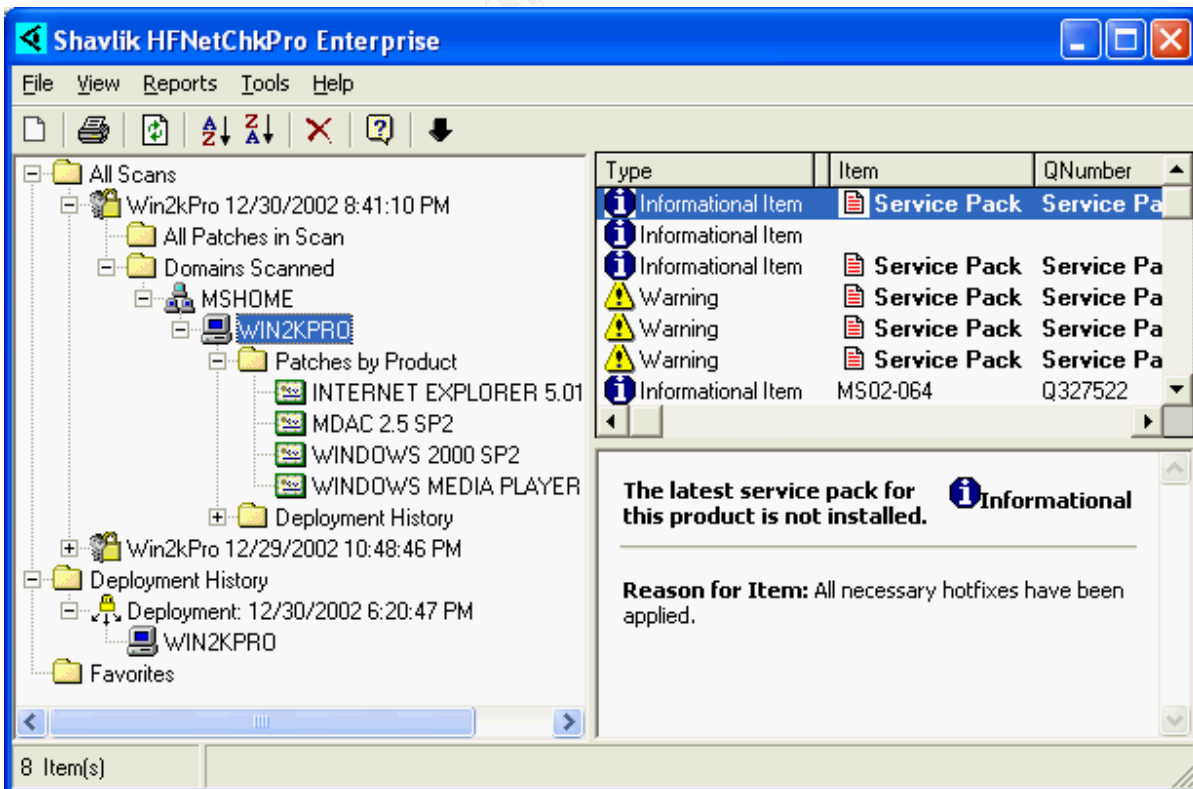 Shavlik HFNetChkPro Enterprise
File View Reports Tools Help
All Scans
Win2kPro 12/30/2002 8:41:10 PM
All Patches in Scan
Domains Scanned
MSHOME
WIN2KPRO
Patches by Product
INTERNET EXPLORER 5.01
MDAC 2.5 SP2
WINDOWS 2000 SP2
WINDOWS MEDIA PLAYER
Deployment History
Win2kPro 12/29/2002 10:48:46 PM
Deployment History
Deployment: 12/30/2002 6:20:47 PM
WIN2KPRO
Favorites
Type Item QNumber
Informational Item Service Pack Service Pa
Informational Item
Informational Item Service Pack Service Pa
Warning Service Pack Service Pa
Warning Service Pack Service Pa
Warning Service Pack Service Pa
Informational Item MS02-064 Q327522
The latest service pack for
this product is not installed.
Informational
Reason for Item: All necessary hotfixes have been
applied.
8 Item(s)